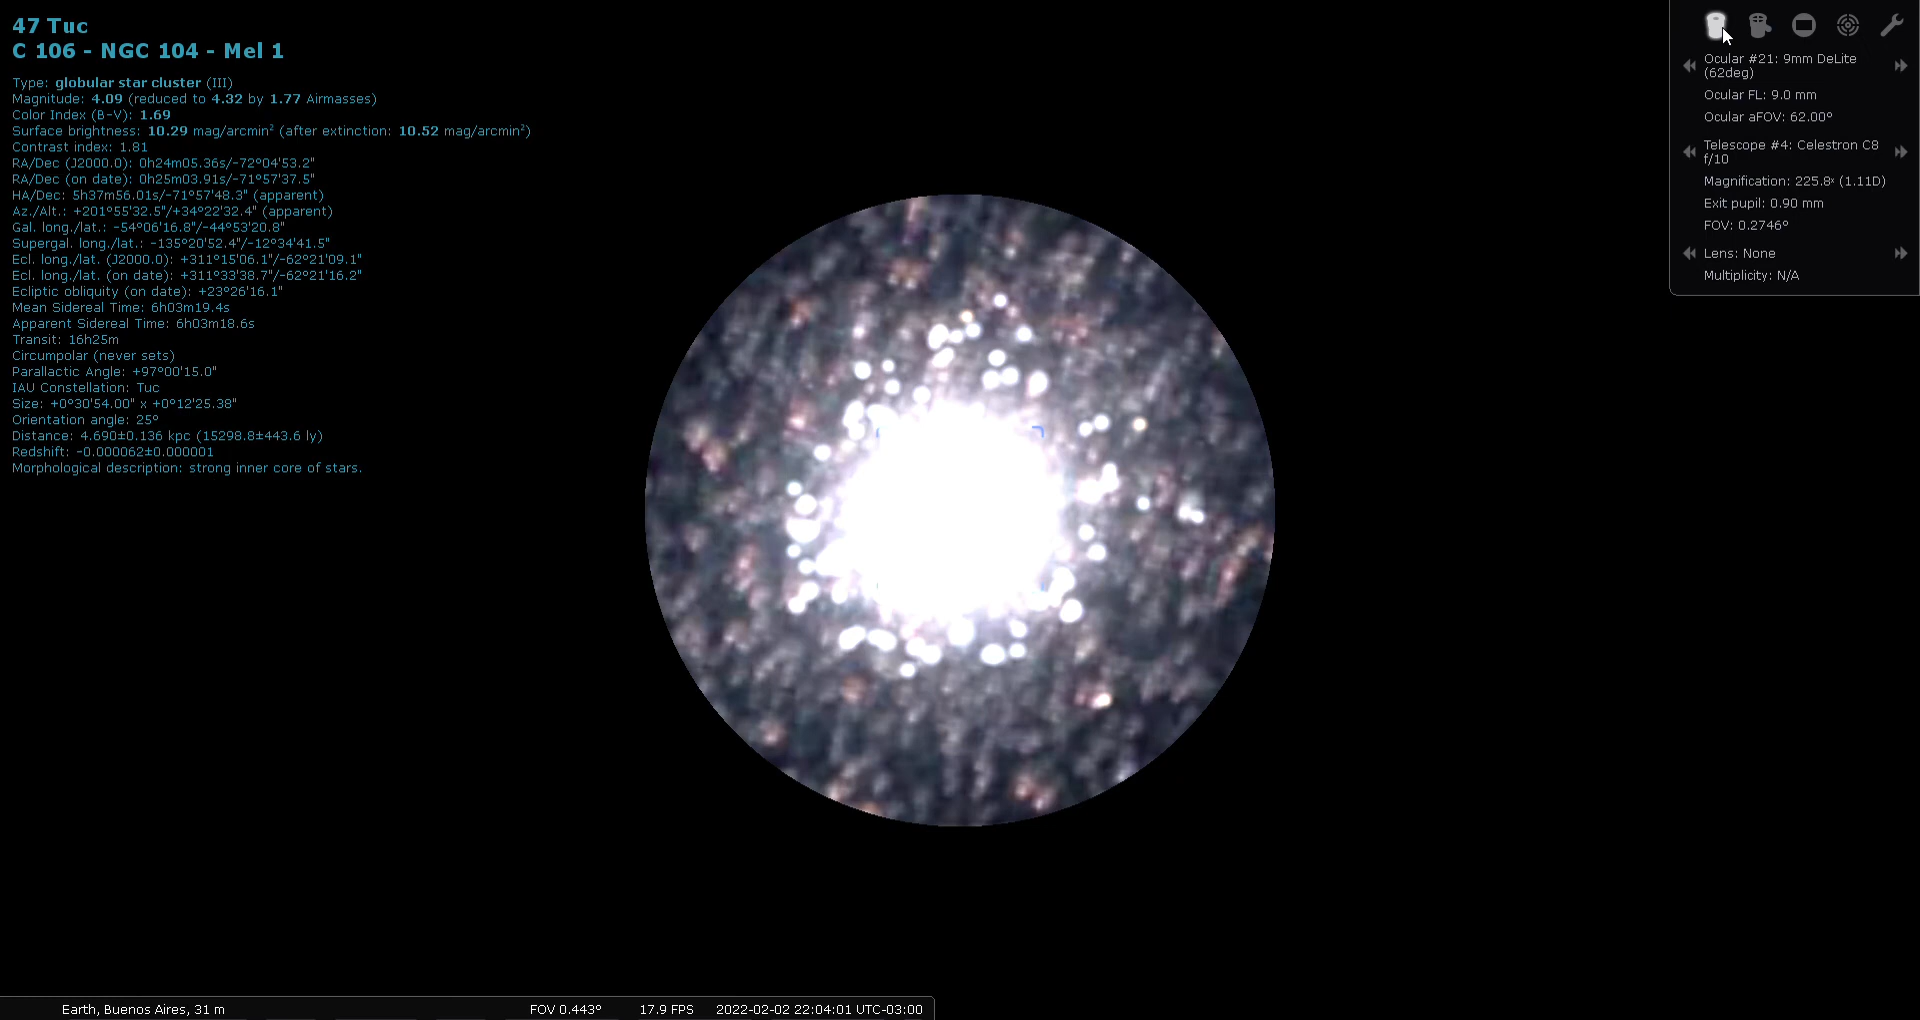 47 Tuc
C 106 - NGC 104 - Mel 1
Type: globular star cluster (III)
Magnitude: 4.09 (reduced to 4.32 by 1.77 Airmasses)
Color Index (B-V): 1.69
Surface brightness: 10.29 mag/arcmin² (after extinction: 10.52 mag/arcmin²)
Contrast index: 1.81
RA/Dec (J2000.0): 0h24m05.36s/-72°04'53.2"
RA/Dec (on date): 0h25m03.91s/-71°57'37.5"
HA/Dec: 5h37m56.01s/-71°57'48.3" (apparent)
Az./Alt.: +201°55'32.5"/+34°22'32.4" (apparent)
Gal. long./lat.: -54°06'16.8"/-44°53'20.8"
Supergal. long./lat.: -135°20'52.4"/-12°34'41.5"
Ecl. long./lat. (J2000.0): +311°15'06.1"/-62°21'09.1"
Ecl. long./lat. (on date): +311°33'38.7"/-62°21'16.2"
Ecliptic obliquity (on date): +23°26'16.1"
Mean Sidereal Time: 6h03m19.4s
Apparent Sidereal Time: 6h03m18.6s
Transit: 16h25m
Circumpolar (never sets)
Parallactic Angle: +97°00'15.0"
IAU Constellation: Tuc
Size: +0°30'54.00" x +0°12'25.38"
Orientation angle: 25°
Distance: 4.690±0.136 kpc (15298.8±443.6 ly)
Redshift: -0.000062±0.000001
Morphological description: strong inner core of stars.
Ocular #21: 9mm DeLite
(62deg)
Ocular FL: 9.0 mm
Ocular aFOV: 62.00°
Telescope #4: Celestron C8
f/10
Magnification: 225.8ˣ (1.11D)
Exit pupil: 0.90 mm
FOV: 0.2746°
Lens: None
Multiplicity: N/A
Earth, Buenos Aires, 31 m
FOV 0.443°
17.9 FPS
2022-02-02 22:04:01 UTC-03:00